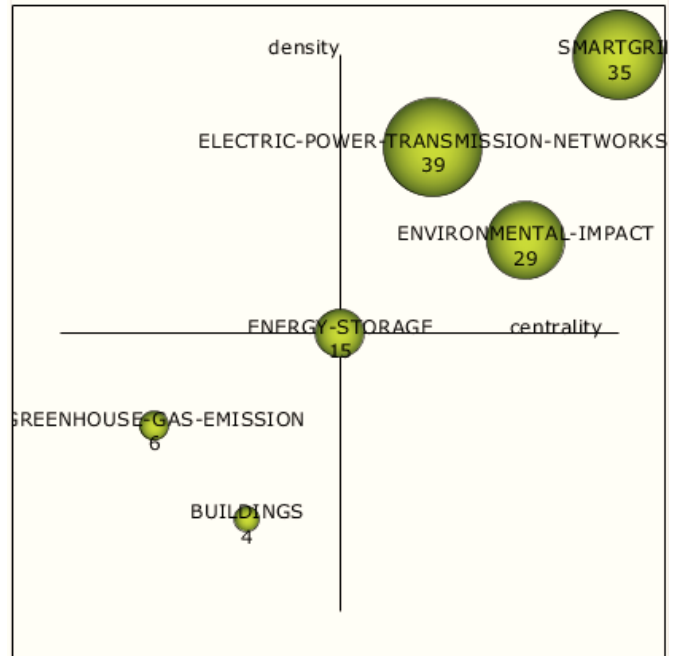 density
SMARTGRI
35
ELECTRIC-POWER-TRANSMISSION-NETWORKS
39
ENVIRONMENTAL-IMPACT
29
ENERGY-STORAGE
15
centrality
GREENHOUSE-GAS-EMISSION
6
BUILDINGS
4